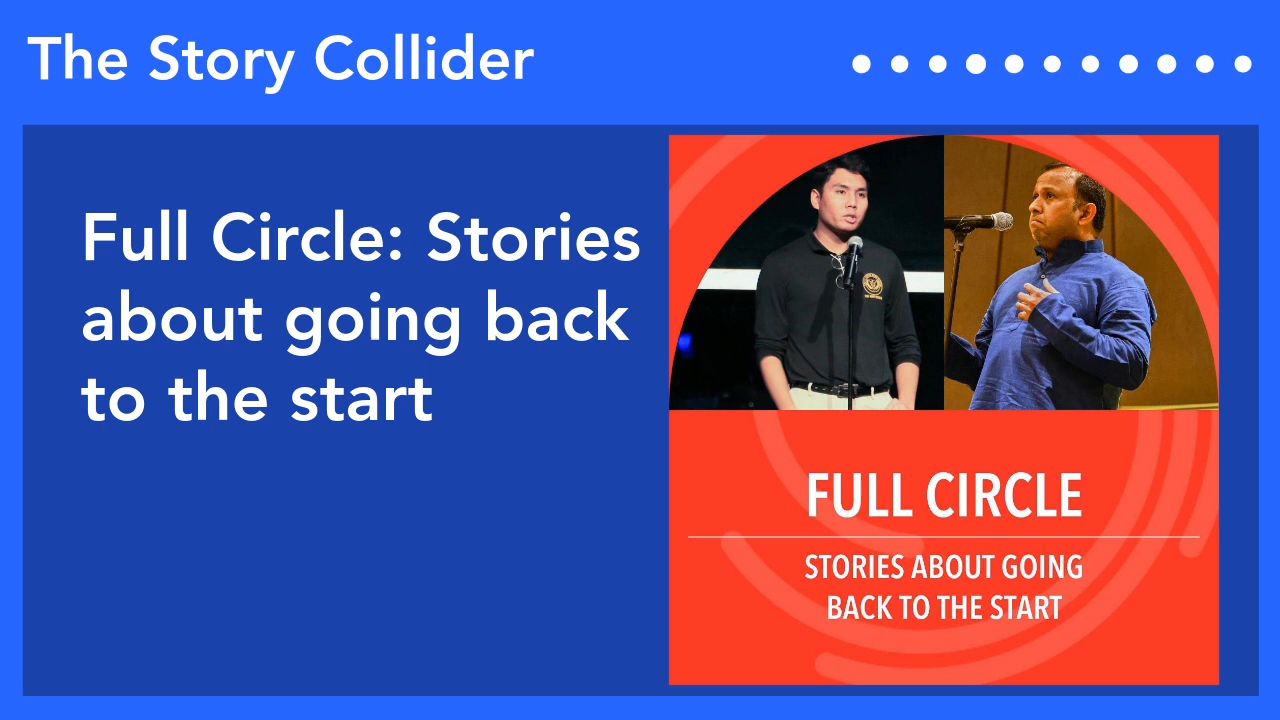 The Story Collider
Full Circle: Stories
about going back
to the start
FULL CIRCLE
STORIES ABOUT GOING
BACK TO THE START